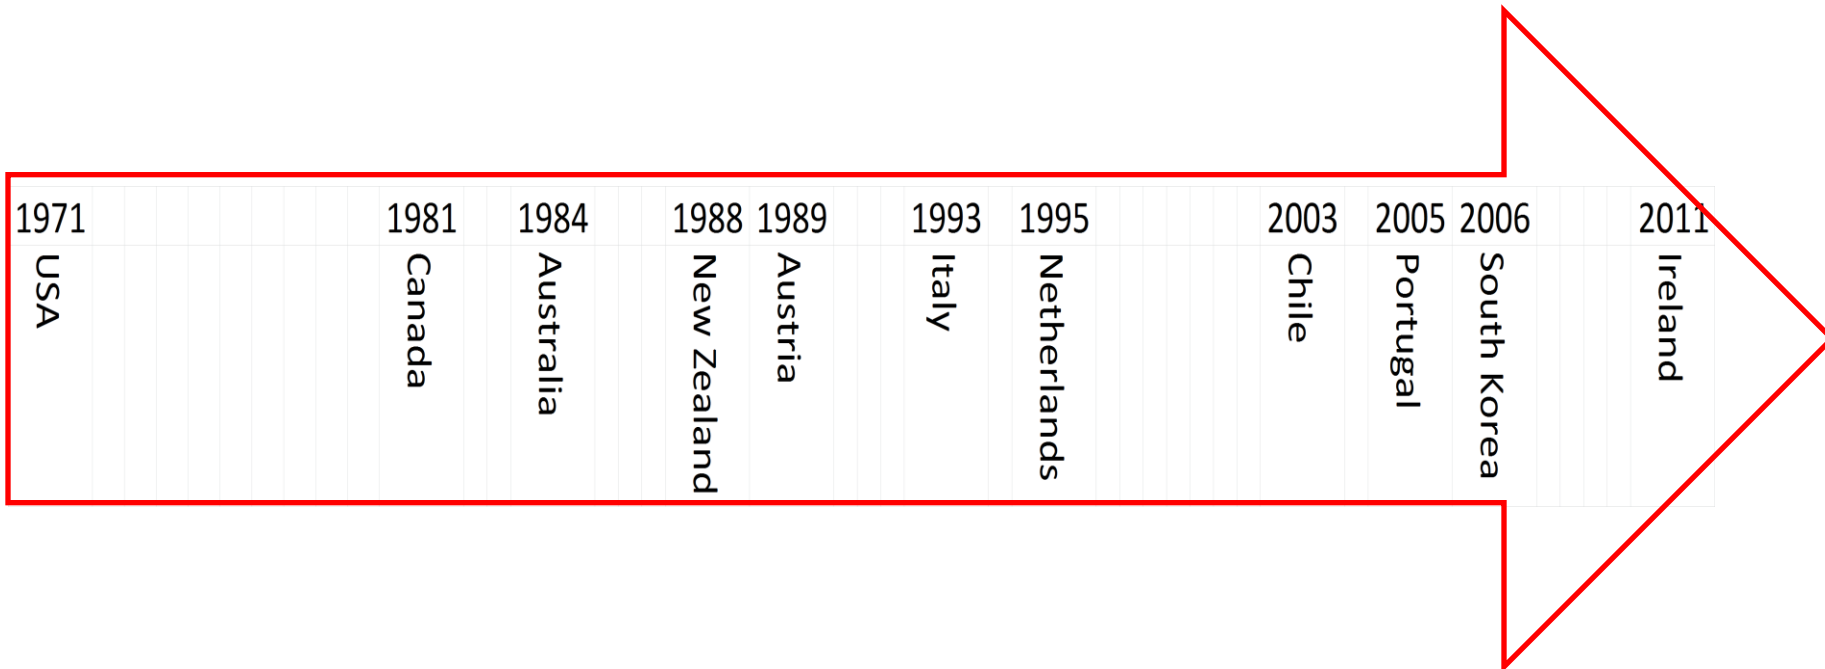 1971 1981 1984 1988 1989 1993 1995 2003 2005 2006 2011
USA
Canada
Australia
New Zealand
Austria
Italy
Netherlands
Chile
Portugal
South Korea
Ireland